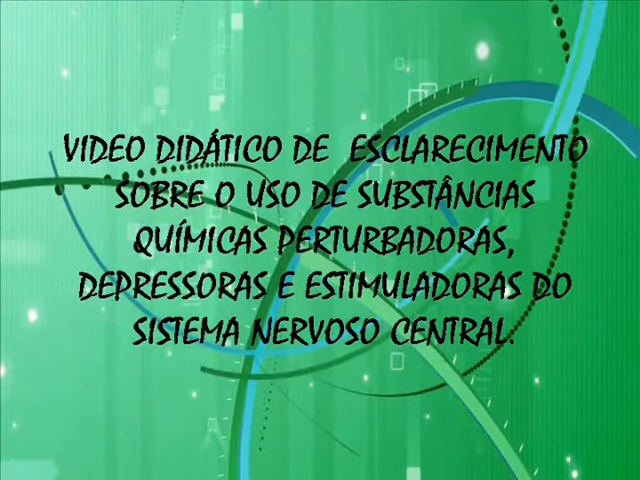 VIDEO DIDÁTICO DE ESCLARECIMENTO
SOBRE O USO DE SUBSTÂNCIAS
QUÍMICAS PERTURBADORAS,
DEPRESSORAS E ESTIMULADORAS DO
SISTEMA NERVOSO CENTRAL.